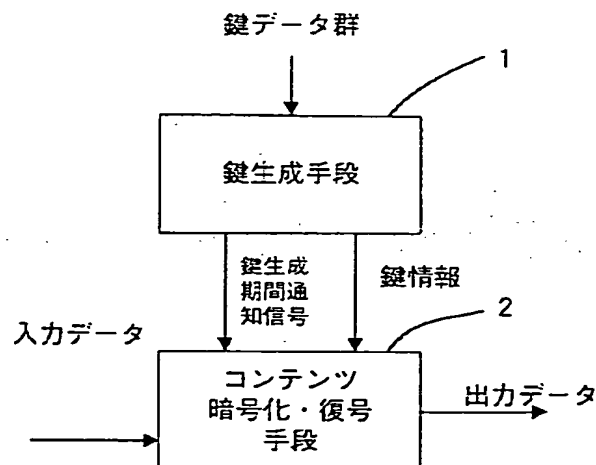 鍵データ群
1
鍵生成手段
鍵生成
期間通
知信号
鍵情報
2
入力データ
コンテンツ
暗号化・復号
手段
出力データ